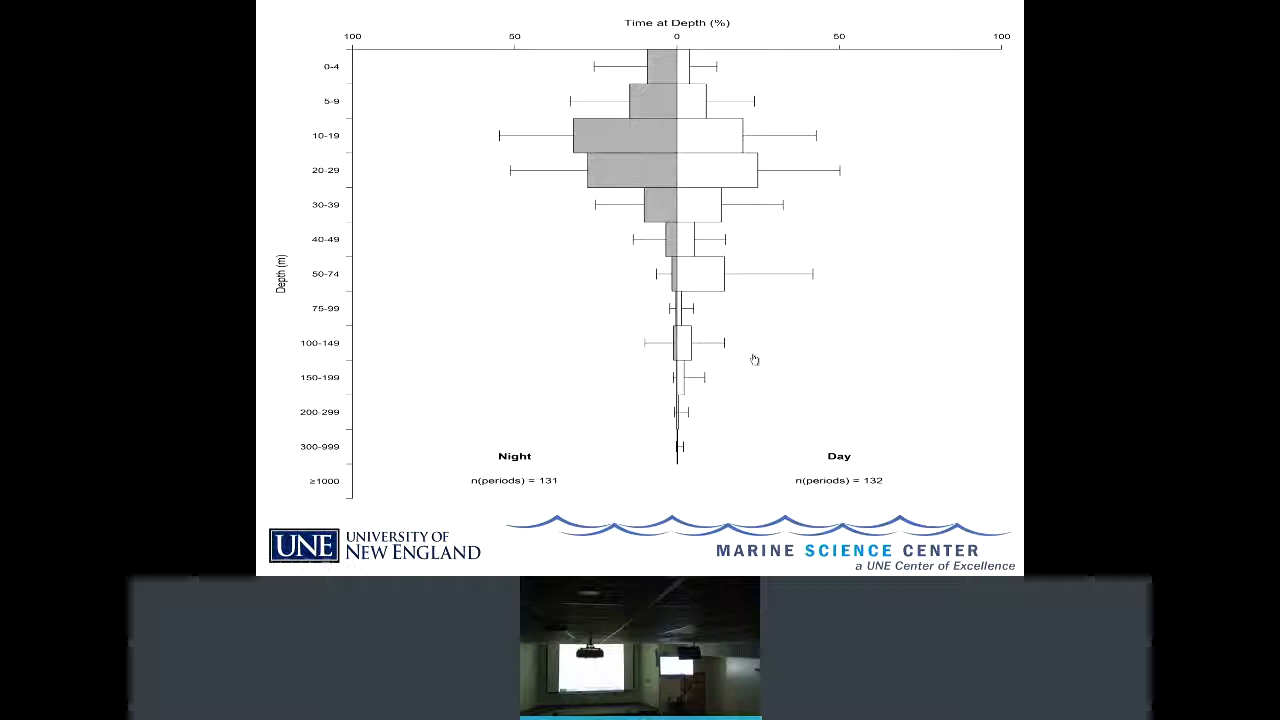 Time at Depth (%)
100 50 0 50 100
0-4
5-9
10-19
20-29
30-39
40-49
Depth (m)
50-74
75-99
100-149
150-199
200-299
300-999
Night Day
≥1000 n(periods) = 131 n(periods) = 132
UNE UNIVERSITY OF
NEW ENGLAND
MARINE SCIENCE CENTER
a UNE Center of Excellence